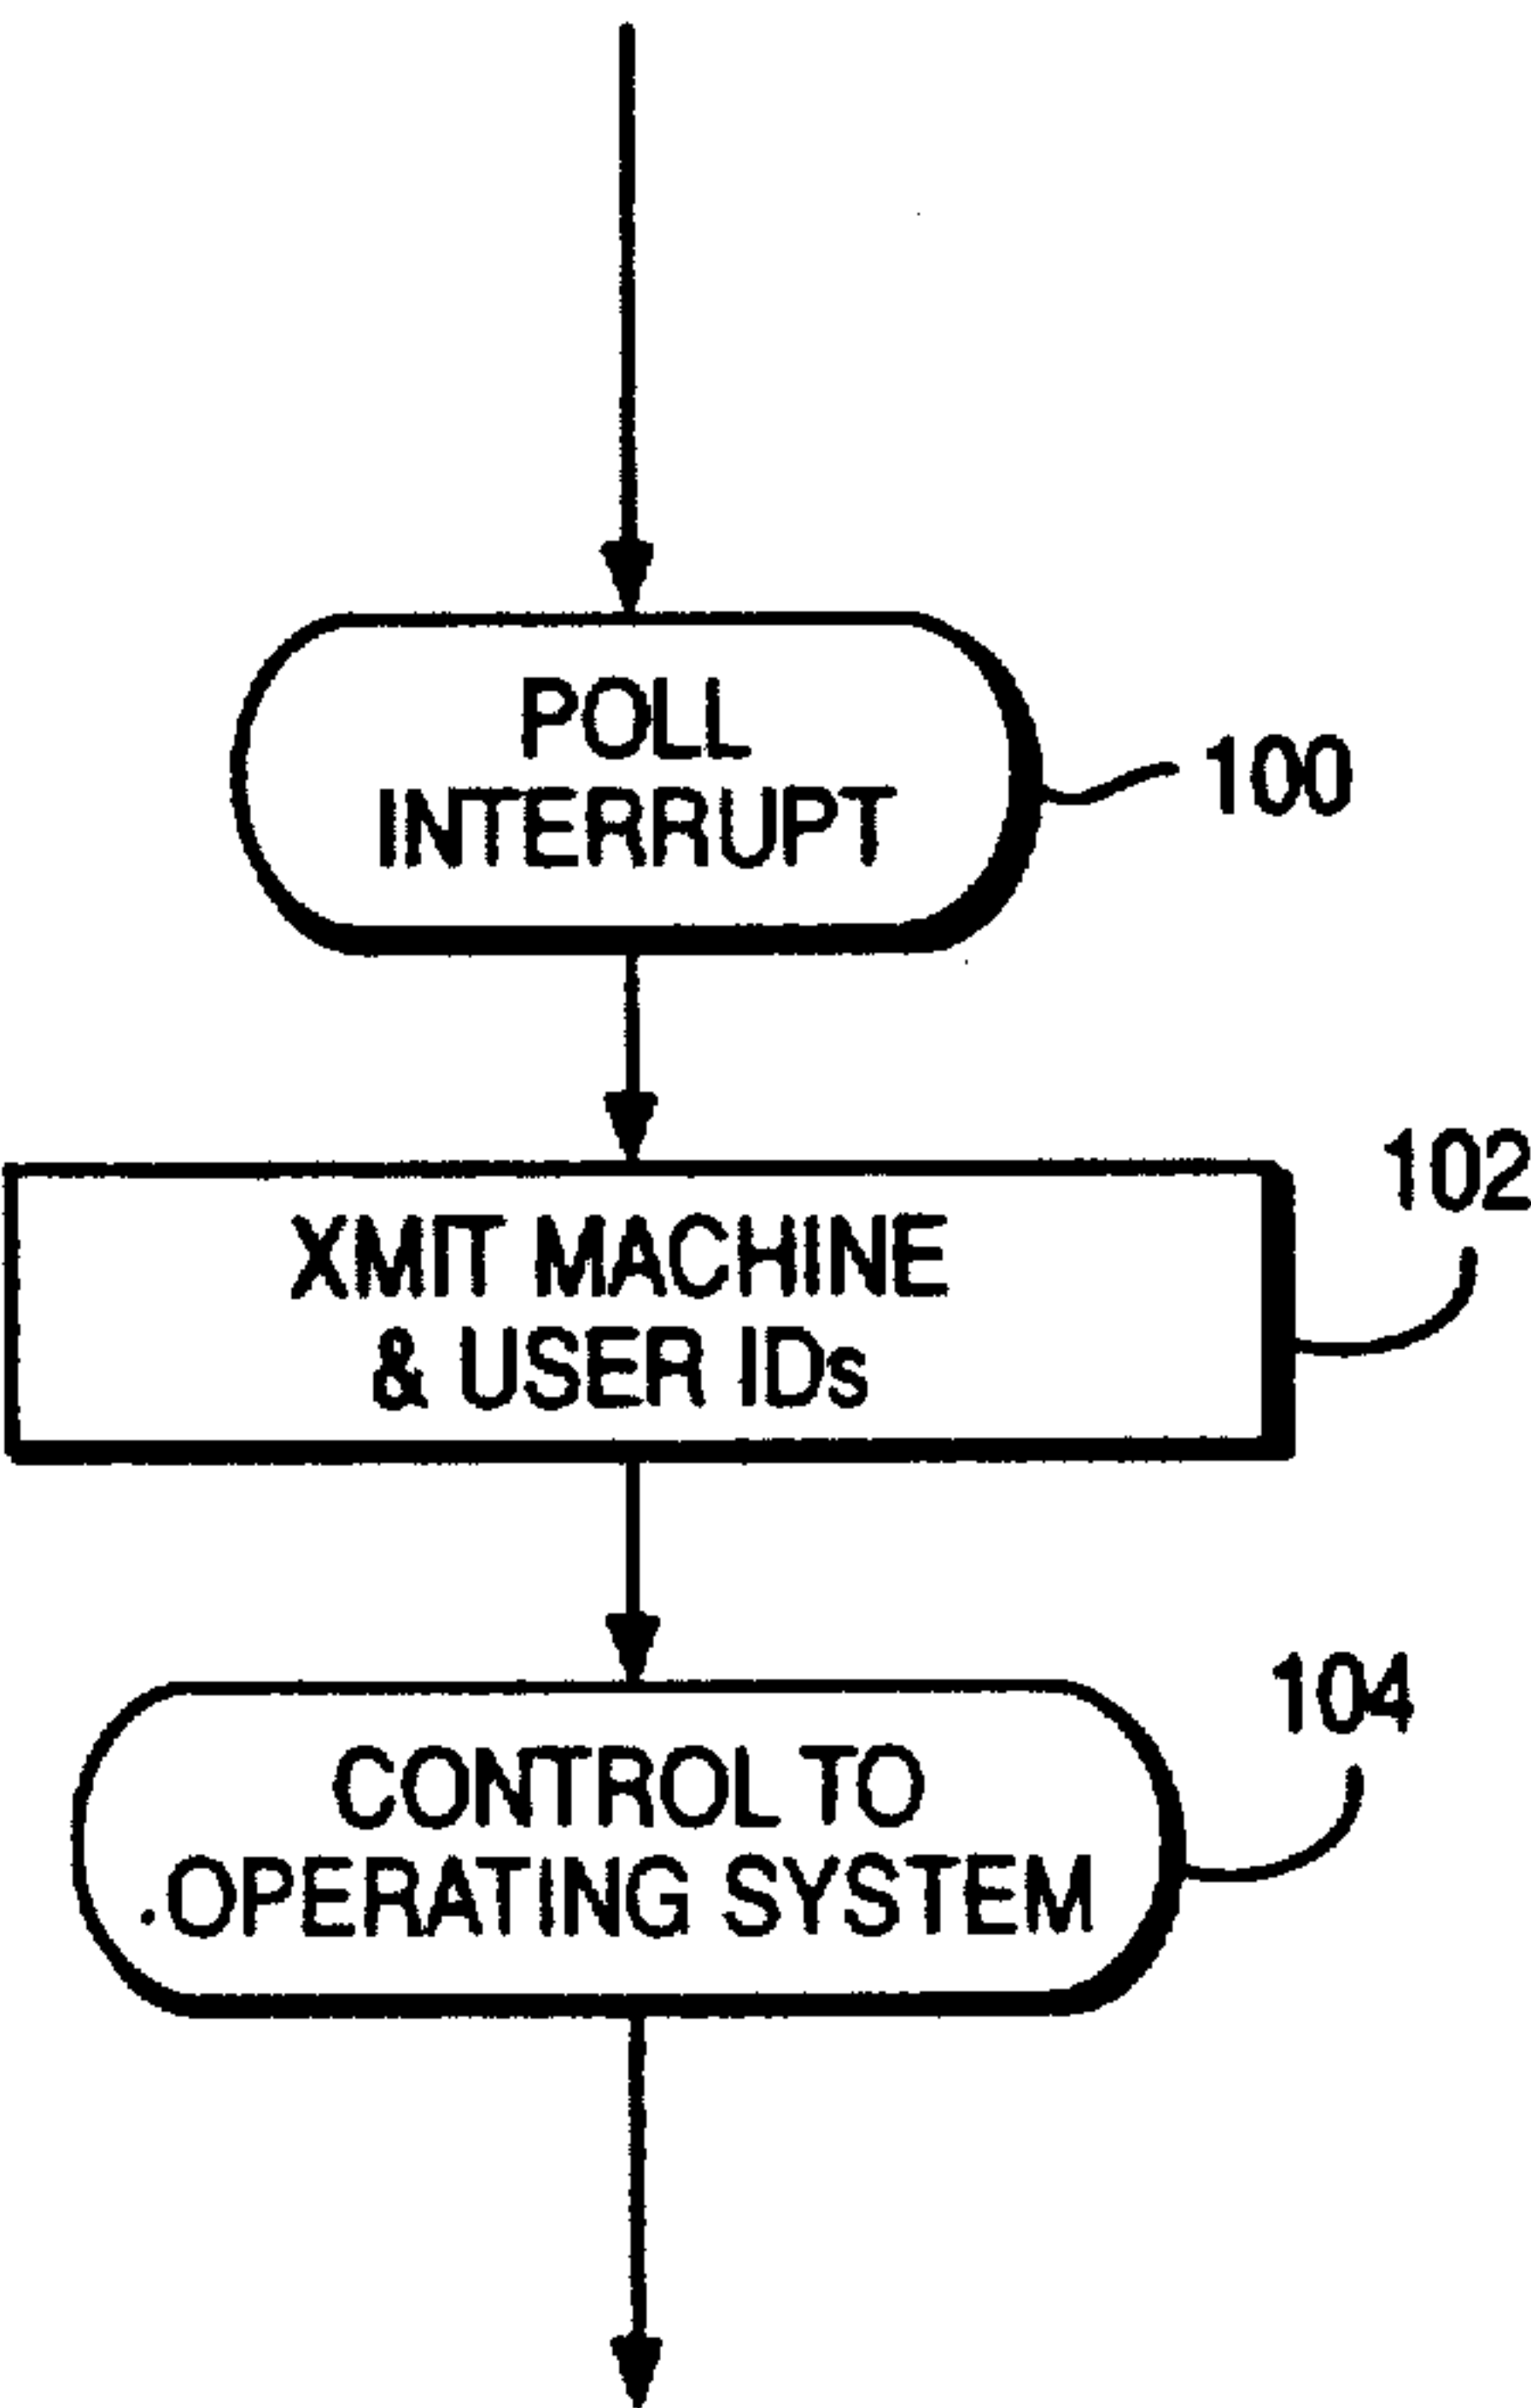 POLL
INTERRUPT
100
102
XMIT MACHINE
& USER IDs
104
CONTROL TO
OPERATING SYSTEM